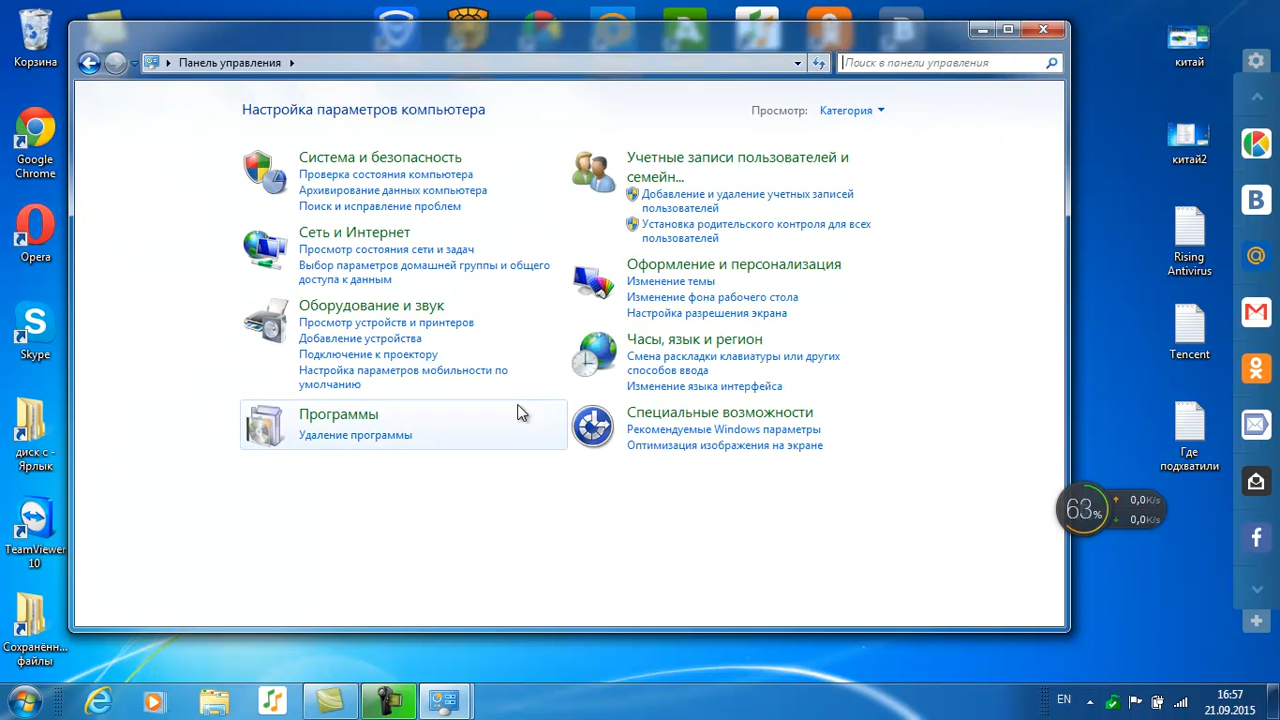 Корзина
Google
Chrome
Opera
Skype
диск с -
Ярлык
TeamViewer
10
Сохранённ...
файлы
Панель управления
Поиск в панели управления
Настройка параметров компьютера
Просмотр:
Категория
Система и безопасность
Проверка состояния компьютера
Архивирование данных компьютера
Поиск и исправление проблем
Сеть и Интернет
Просмотр состояния сети и задач
Выбор параметров домашней группы и общего
доступа к данным
Оборудование и звук
Просмотр устройств и принтеров
Добавление устройства
Подключение к проектору
Настройка параметров мобильности по
умолчанию
Программы
Удаление программы
Учетные записи пользователей и
семейн...
Добавление и удаление учетных записей
пользователей
Установка родительского контроля для всех
пользователей
Оформление и персонализация
Изменение темы
Изменение фона рабочего стола
Настройка разрешения экрана
Часы, язык и регион
Смена раскладки клавиатуры или других
способов ввода
Изменение языка интерфейса
Специальные возможности
Рекомендуемые Windows параметры
Оптимизация изображения на экране
китай
китай2
Rising
Antivirus
Tencent
Где
подхватили
63%
0,0K/s
0,0K/s
EN
16:57
21.09.2015